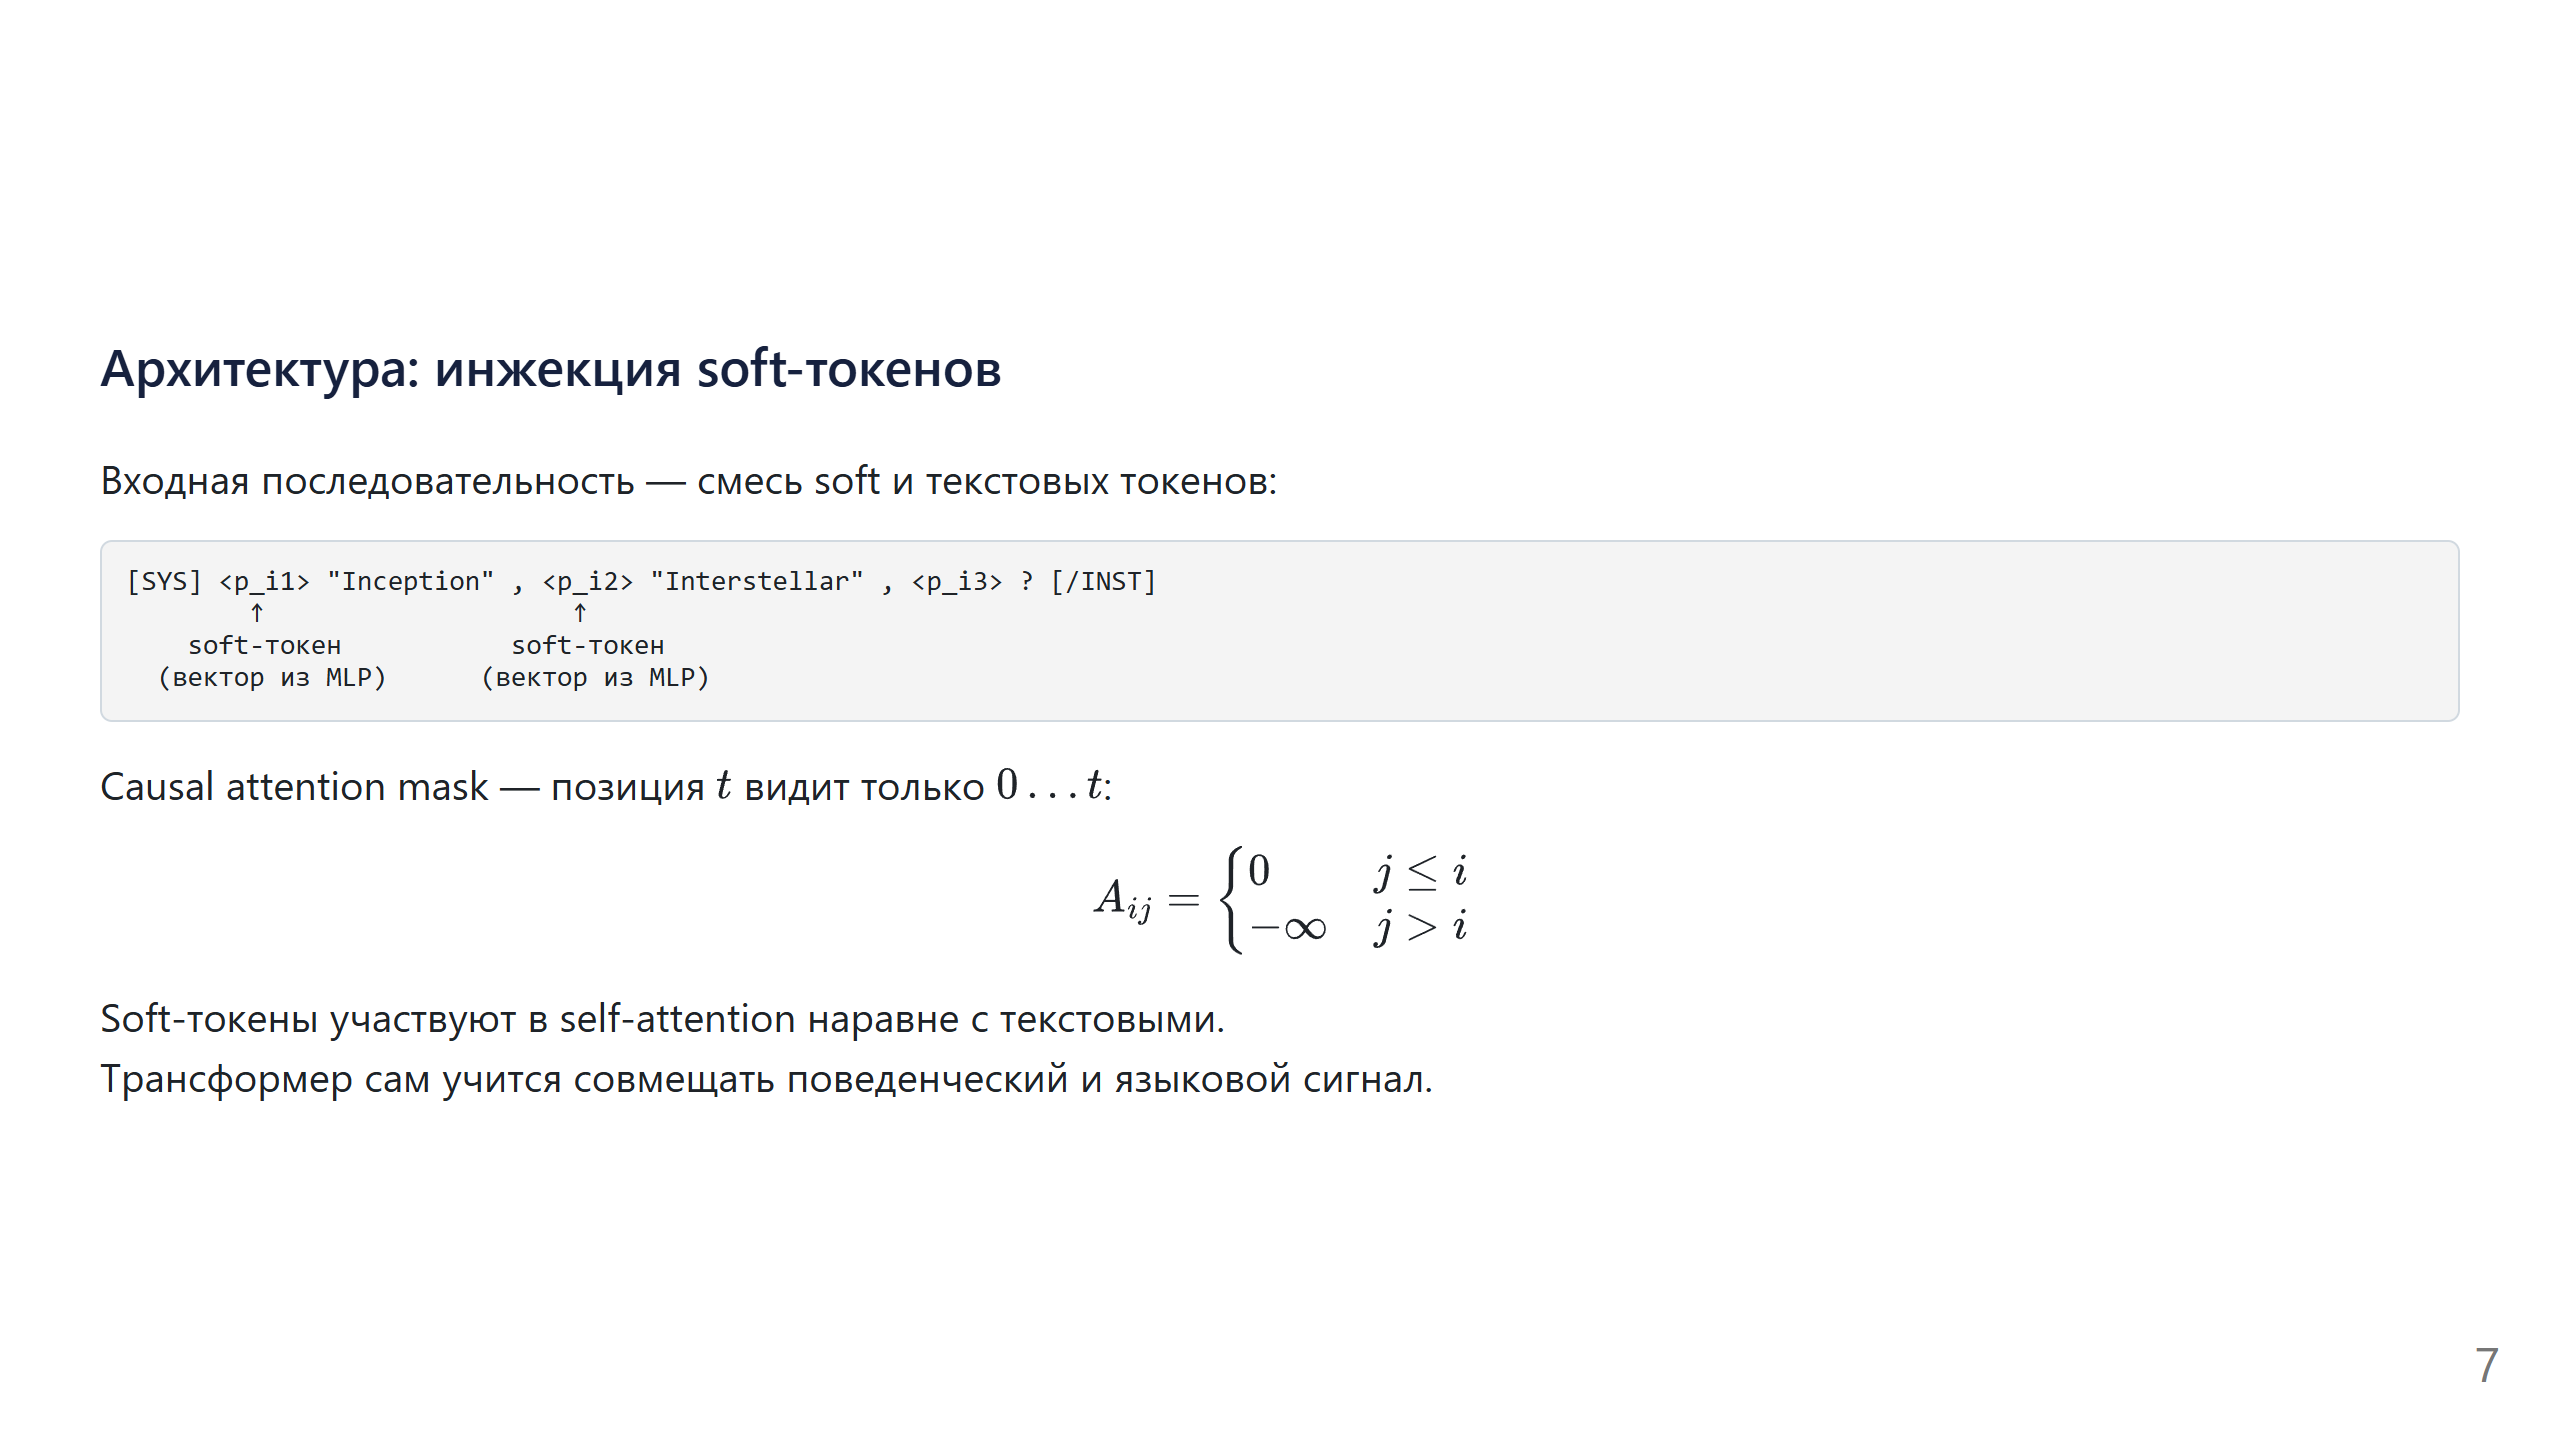 Архитектура: инжекция soft-токенов
Входная последовательность — смесь soft и текстовых токенов:
[SYS] <p_i1> "Inception" , <p_i2> "Interstellar" , <p_i3> ? [/INST]
↑ ↑
soft-токен soft-токен
(вектор из MLP) (вектор из MLP)
Causal attention mask — позиция t видит только 0 . . . t:
A_{ij} = { 0 j ≤ i
−∞ j > i
Soft-токены участвуют в self-attention наравне с текстовыми.
Трансформер сам учится совмещать поведенческий и языковой сигнал.
7